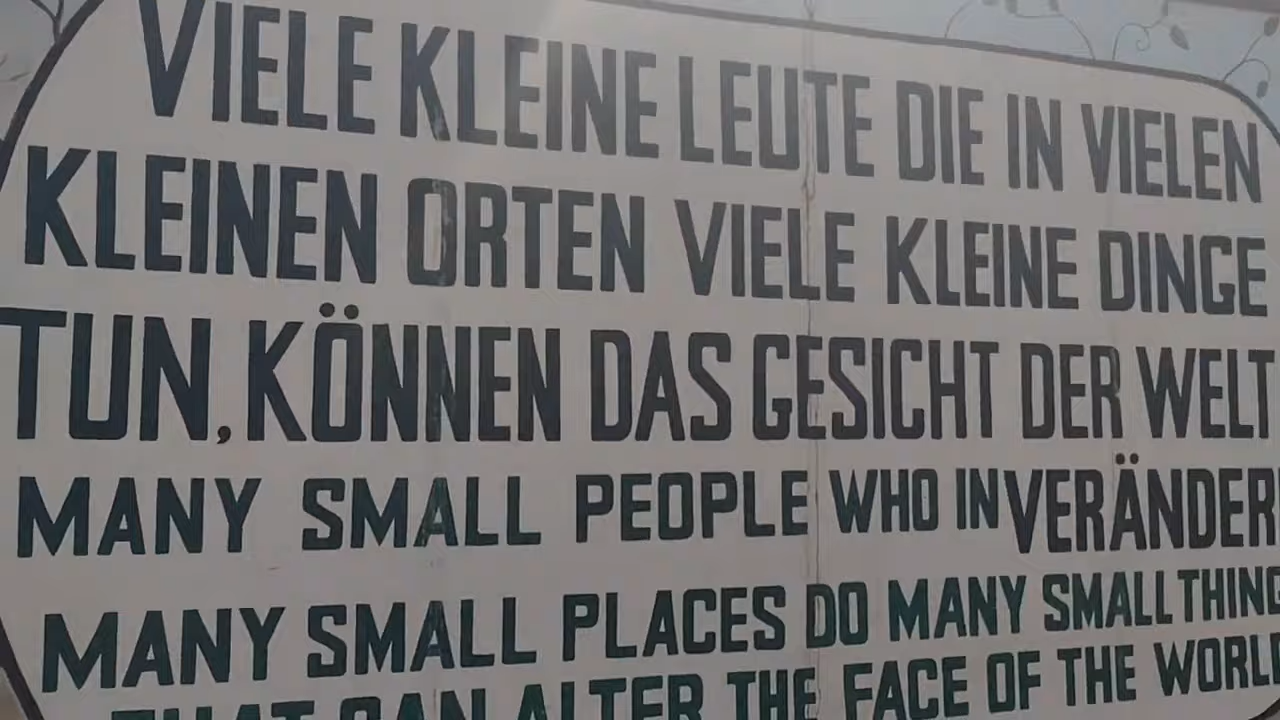 VIELE KLEINE LEUTE DIE IN VIELEN
KLEINEN ORTEN VIELE KLEINE DINGE
TUN, KÖNNEN DAS GESICHT DER WELT
MANY SMALL PEOPLE WHO IN VERÄNDER
MANY SMALL PLACES DO MANY SMALL THING
THAT CAN ALTER THE FACE OF THE WORLD